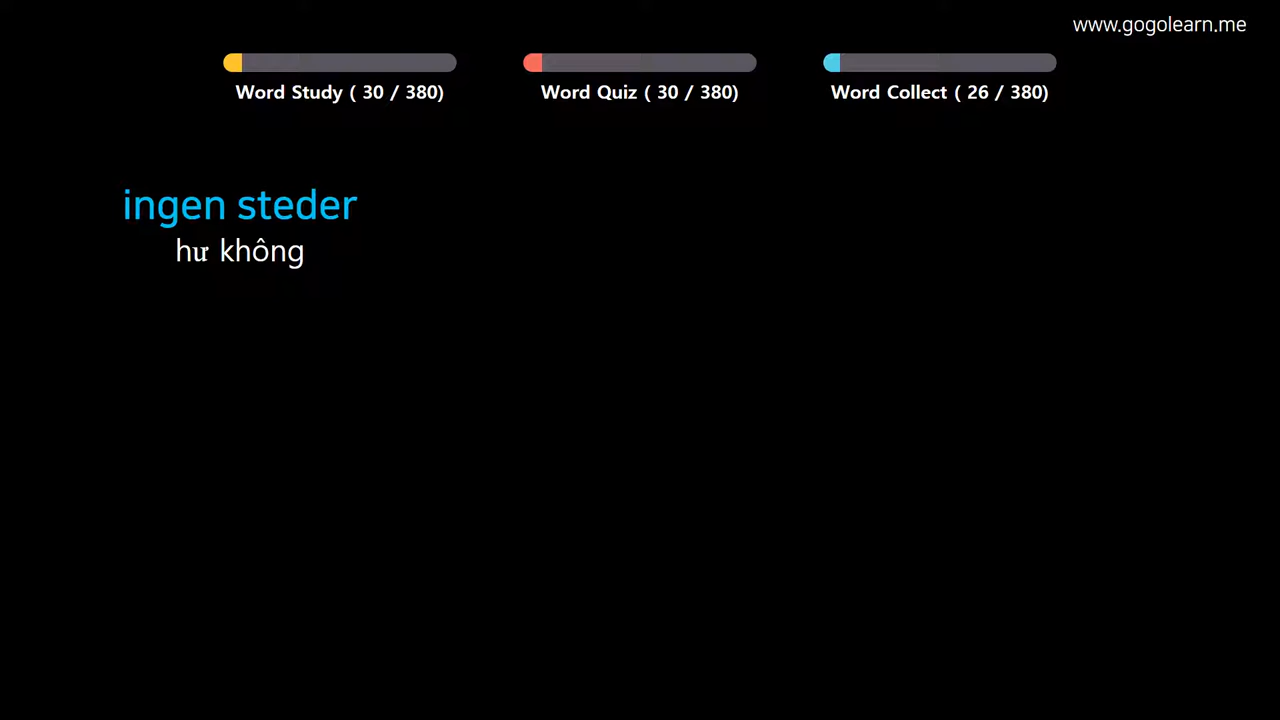 www.gogolearn.me
Word Study ( 30 / 380)
Word Quiz ( 30 / 380)
Word Collect ( 26 / 380)
ingen steder
hư không